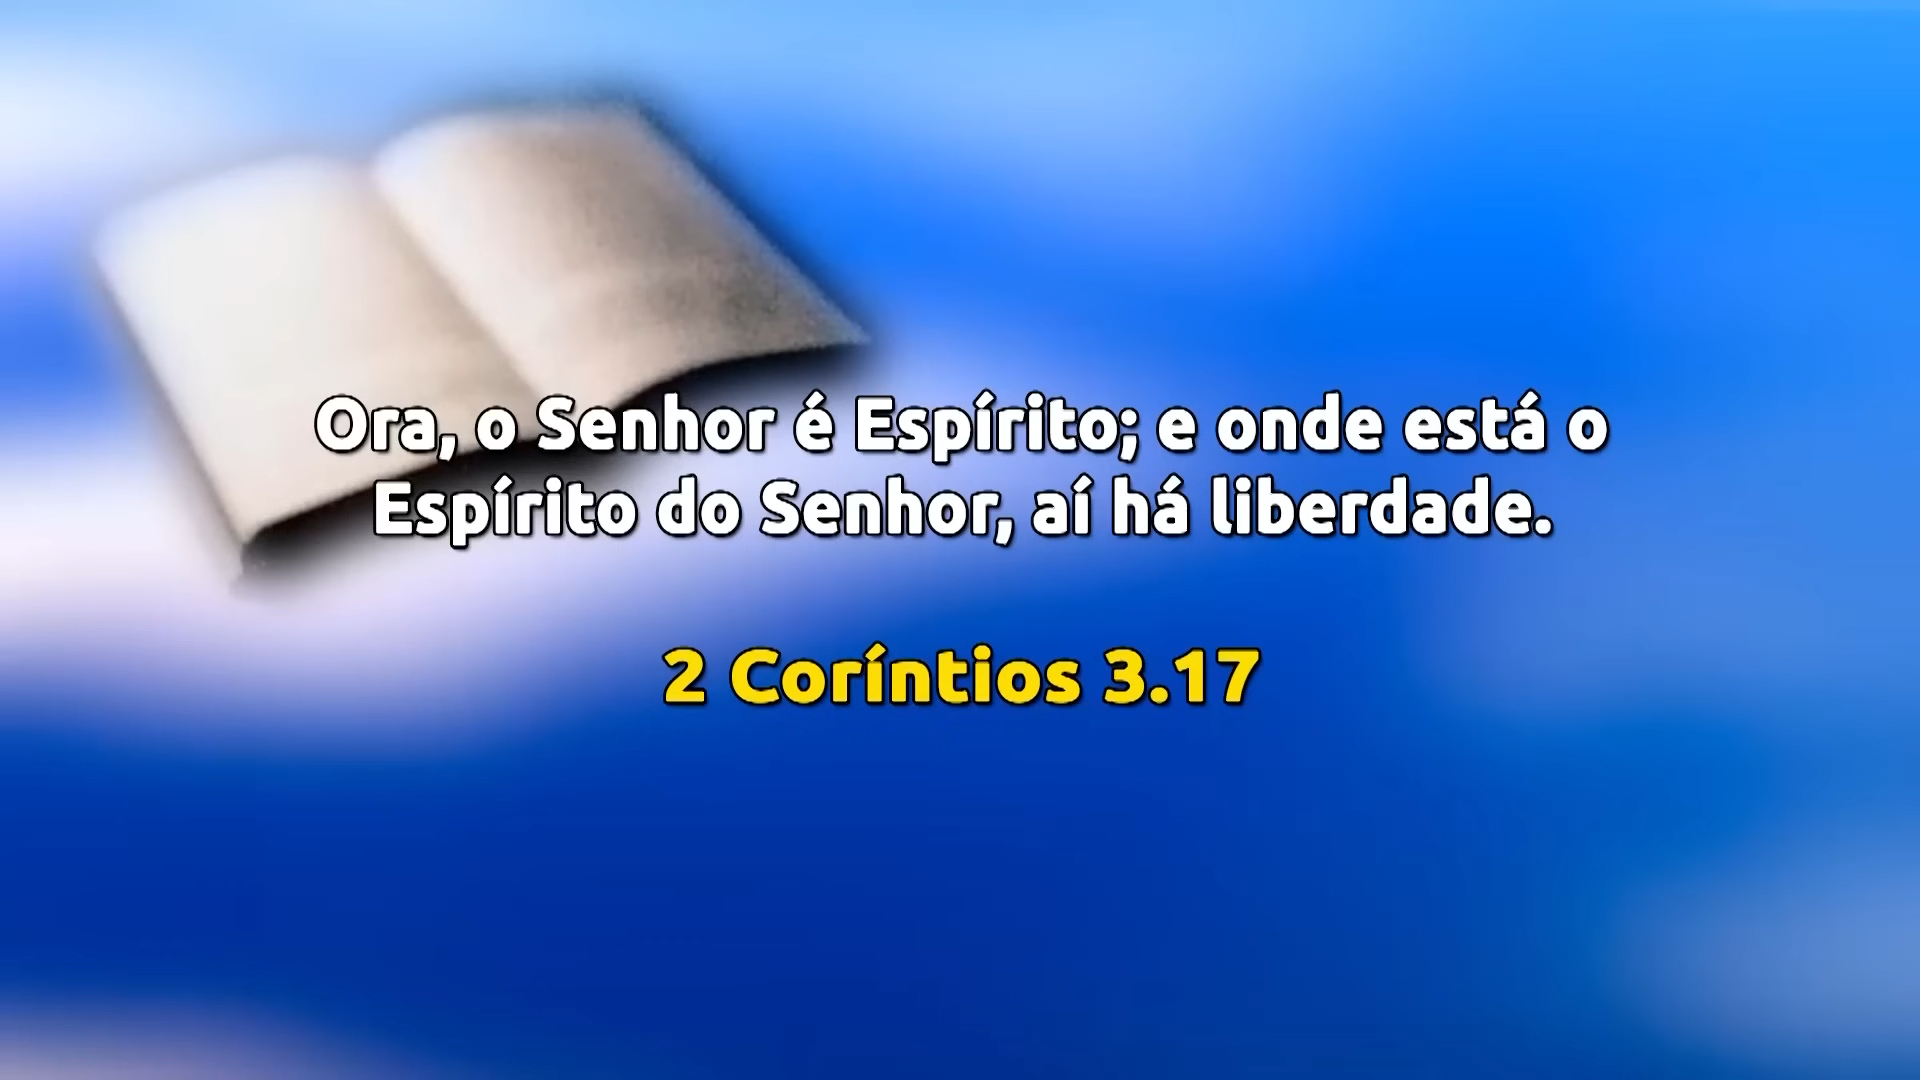 Ora, o Senhor é Espírito; e onde está o
Espírito do Senhor, aí há liberdade.
2 Coríntios 3.17